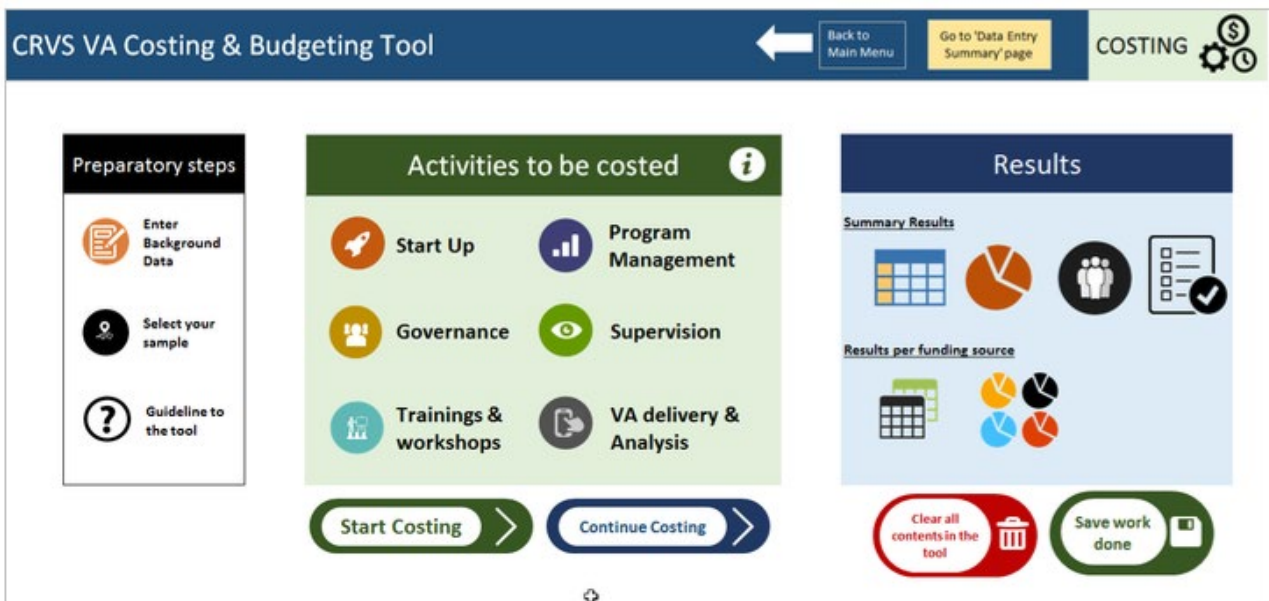 CRVS VA Costing & Budgeting Tool
Back to
Main Menu
Go to 'Data Entry
Summary' page
COSTING
Preparatory steps
Enter
Background
Data
Select your
sample
Guideline to
the tool
Activities to be costed
Start Up
Program
Management
Governance
Supervision
Trainings &
workshops
VA delivery &
Analysis
Start Costing
Continue Costing
Results
Summary Results
Results per funding source
Clear all
contents in the
tool
Save work
done